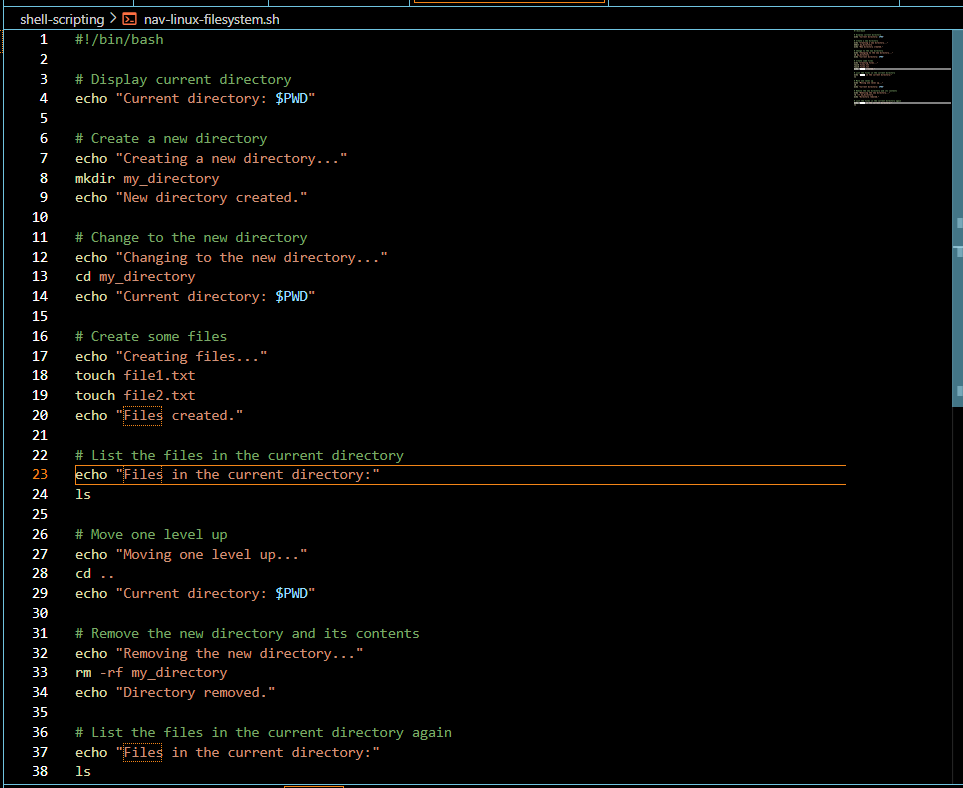 shell-scripting > nav-linux-filesystem.sh
1 #!/bin/bash
2
3 # Display current directory
4 echo "Current directory: $PWD"
5
6 # Create a new directory
7 echo "Creating a new directory..."
8 mkdir my_directory
9 echo "New directory created."
10
11 # Change to the new directory
12 echo "Changing to the new directory..."
13 cd my_directory
14 echo "Current directory: $PWD"
15
16 # Create some files
17 echo "Creating files..."
18 touch file1.txt
19 touch file2.txt
20 echo "Files created."
21
22 # List the files in the current directory
23 echo "Files in the current directory:"
24 ls
25
26 # Move one level up
27 echo "Moving one level up..."
28 cd ..
29 echo "Current directory: $PWD"
30
31 # Remove the new directory and its contents
32 echo "Removing the new directory..."
33 rm -rf my_directory
34 echo "Directory removed."
35
36 # List the files in the current directory again
37 echo "Files in the current directory:"
38 ls